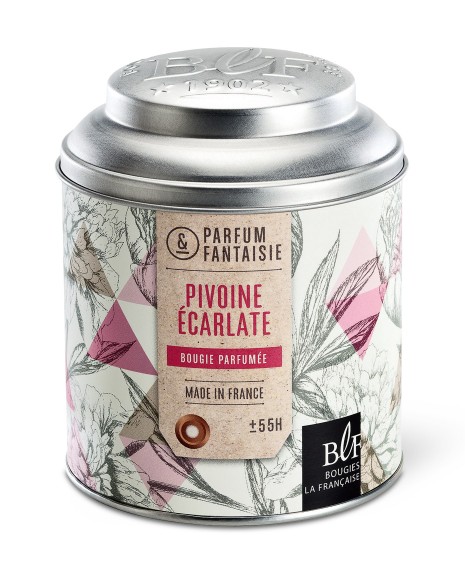 BlF
★ 1902 ★
&
PARFUM
FANTAISIE
PIVOINE
ÉCARLATE
BOUGIE PARFUMÉE
MADE IN FRANCE
±55H
BlF
BOUGIES
LA FRANÇAISE